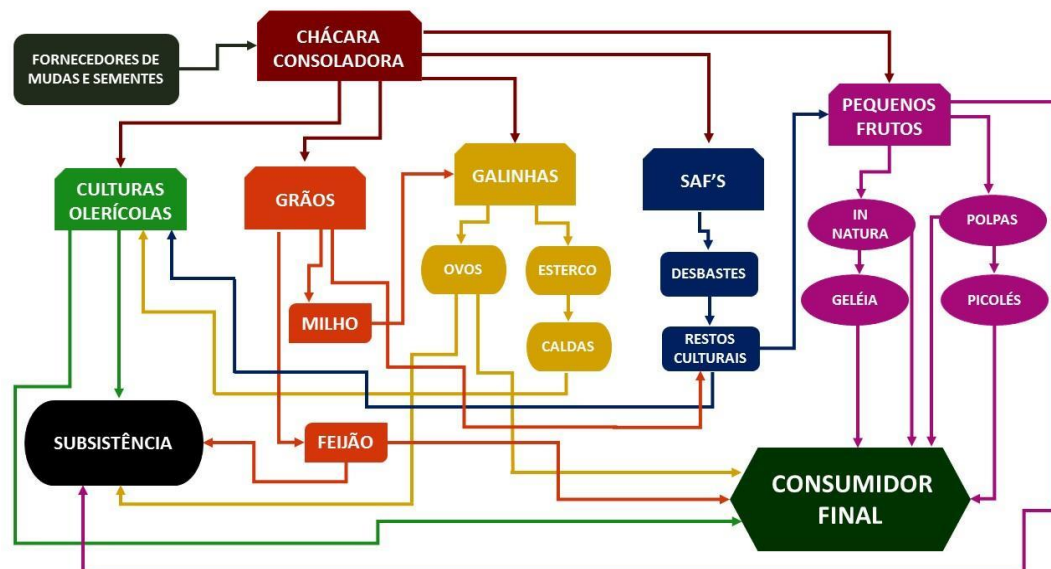 FORNECEDORES DE
MUDAS E SEMENTES
CHÁCARA
CONSOLADORA
PEQUENOS
FRUTOS
CULTURAS
OLERÍCOLAS
GRÃOS
GALINHAS
SAF'S
IN
NATURA
POLPAS
OVOS
ESTERCO
DESBASTES
GELÉIA
PICOLÉS
MILHO
CALDAS
RESTOS
CULTURAIS
SUBSISTÊNCIA
FEIJÃO
CONSUMIDOR
FINAL